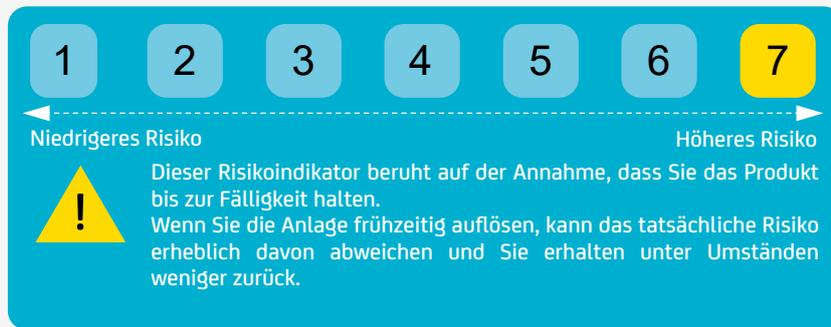 1 2 3 4 5 6 7
Niedrigeres Risiko Höheres Risiko
! Dieser Risikoindikator beruht auf der Annahme, dass Sie das Produkt
bis zur Fälligkeit halten.
Wenn Sie die Anlage frühzeitig auflösen, kann das tatsächliche Risiko
erheblich davon abweichen und Sie erhalten unter Umständen
weniger zurück.